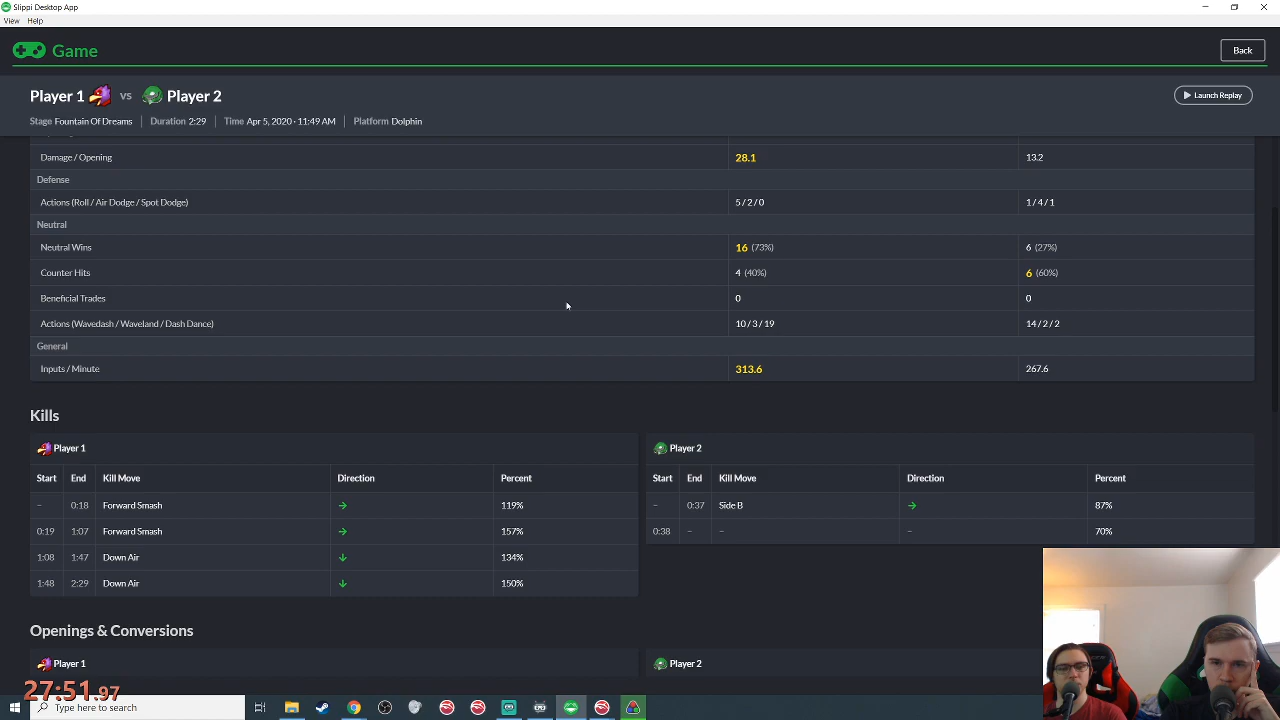 Slippi Desktop App
View Help
Game
Back
Player 1 vs Player 2
Launch Replay
Stage Fountain Of Dreams Duration 2:29 Time Apr 5, 2020 · 11:49 AM Platform Dolphin
Damage / Opening 28.1 13.2
Defense
Actions (Roll / Air Dodge / Spot Dodge) 5 / 2 / 0 1 / 4 / 1
Neutral
Neutral Wins 16 (73%) 6 (27%)
Counter Hits 4 (40%) 6 (60%)
Beneficial Trades 0 0
Actions (Wavedash / Waveland / Dash Dance) 10 / 3 / 19 14 / 2 / 2
General
Inputs / Minute 313.6 267.6
Kills
Player 1
Start End Kill Move Direction Percent
– 0:18 Forward Smash → 119%
0:19 1:07 Forward Smash → 157%
1:08 1:47 Down Air ↓ 134%
1:48 2:29 Down Air ↓ 150%
Player 2
Start End Kill Move Direction Percent
– 0:37 Side B → 87%
0:38 – – – 70%
Openings & Conversions
Player 1
Player 2
27:51.97
Type here to search